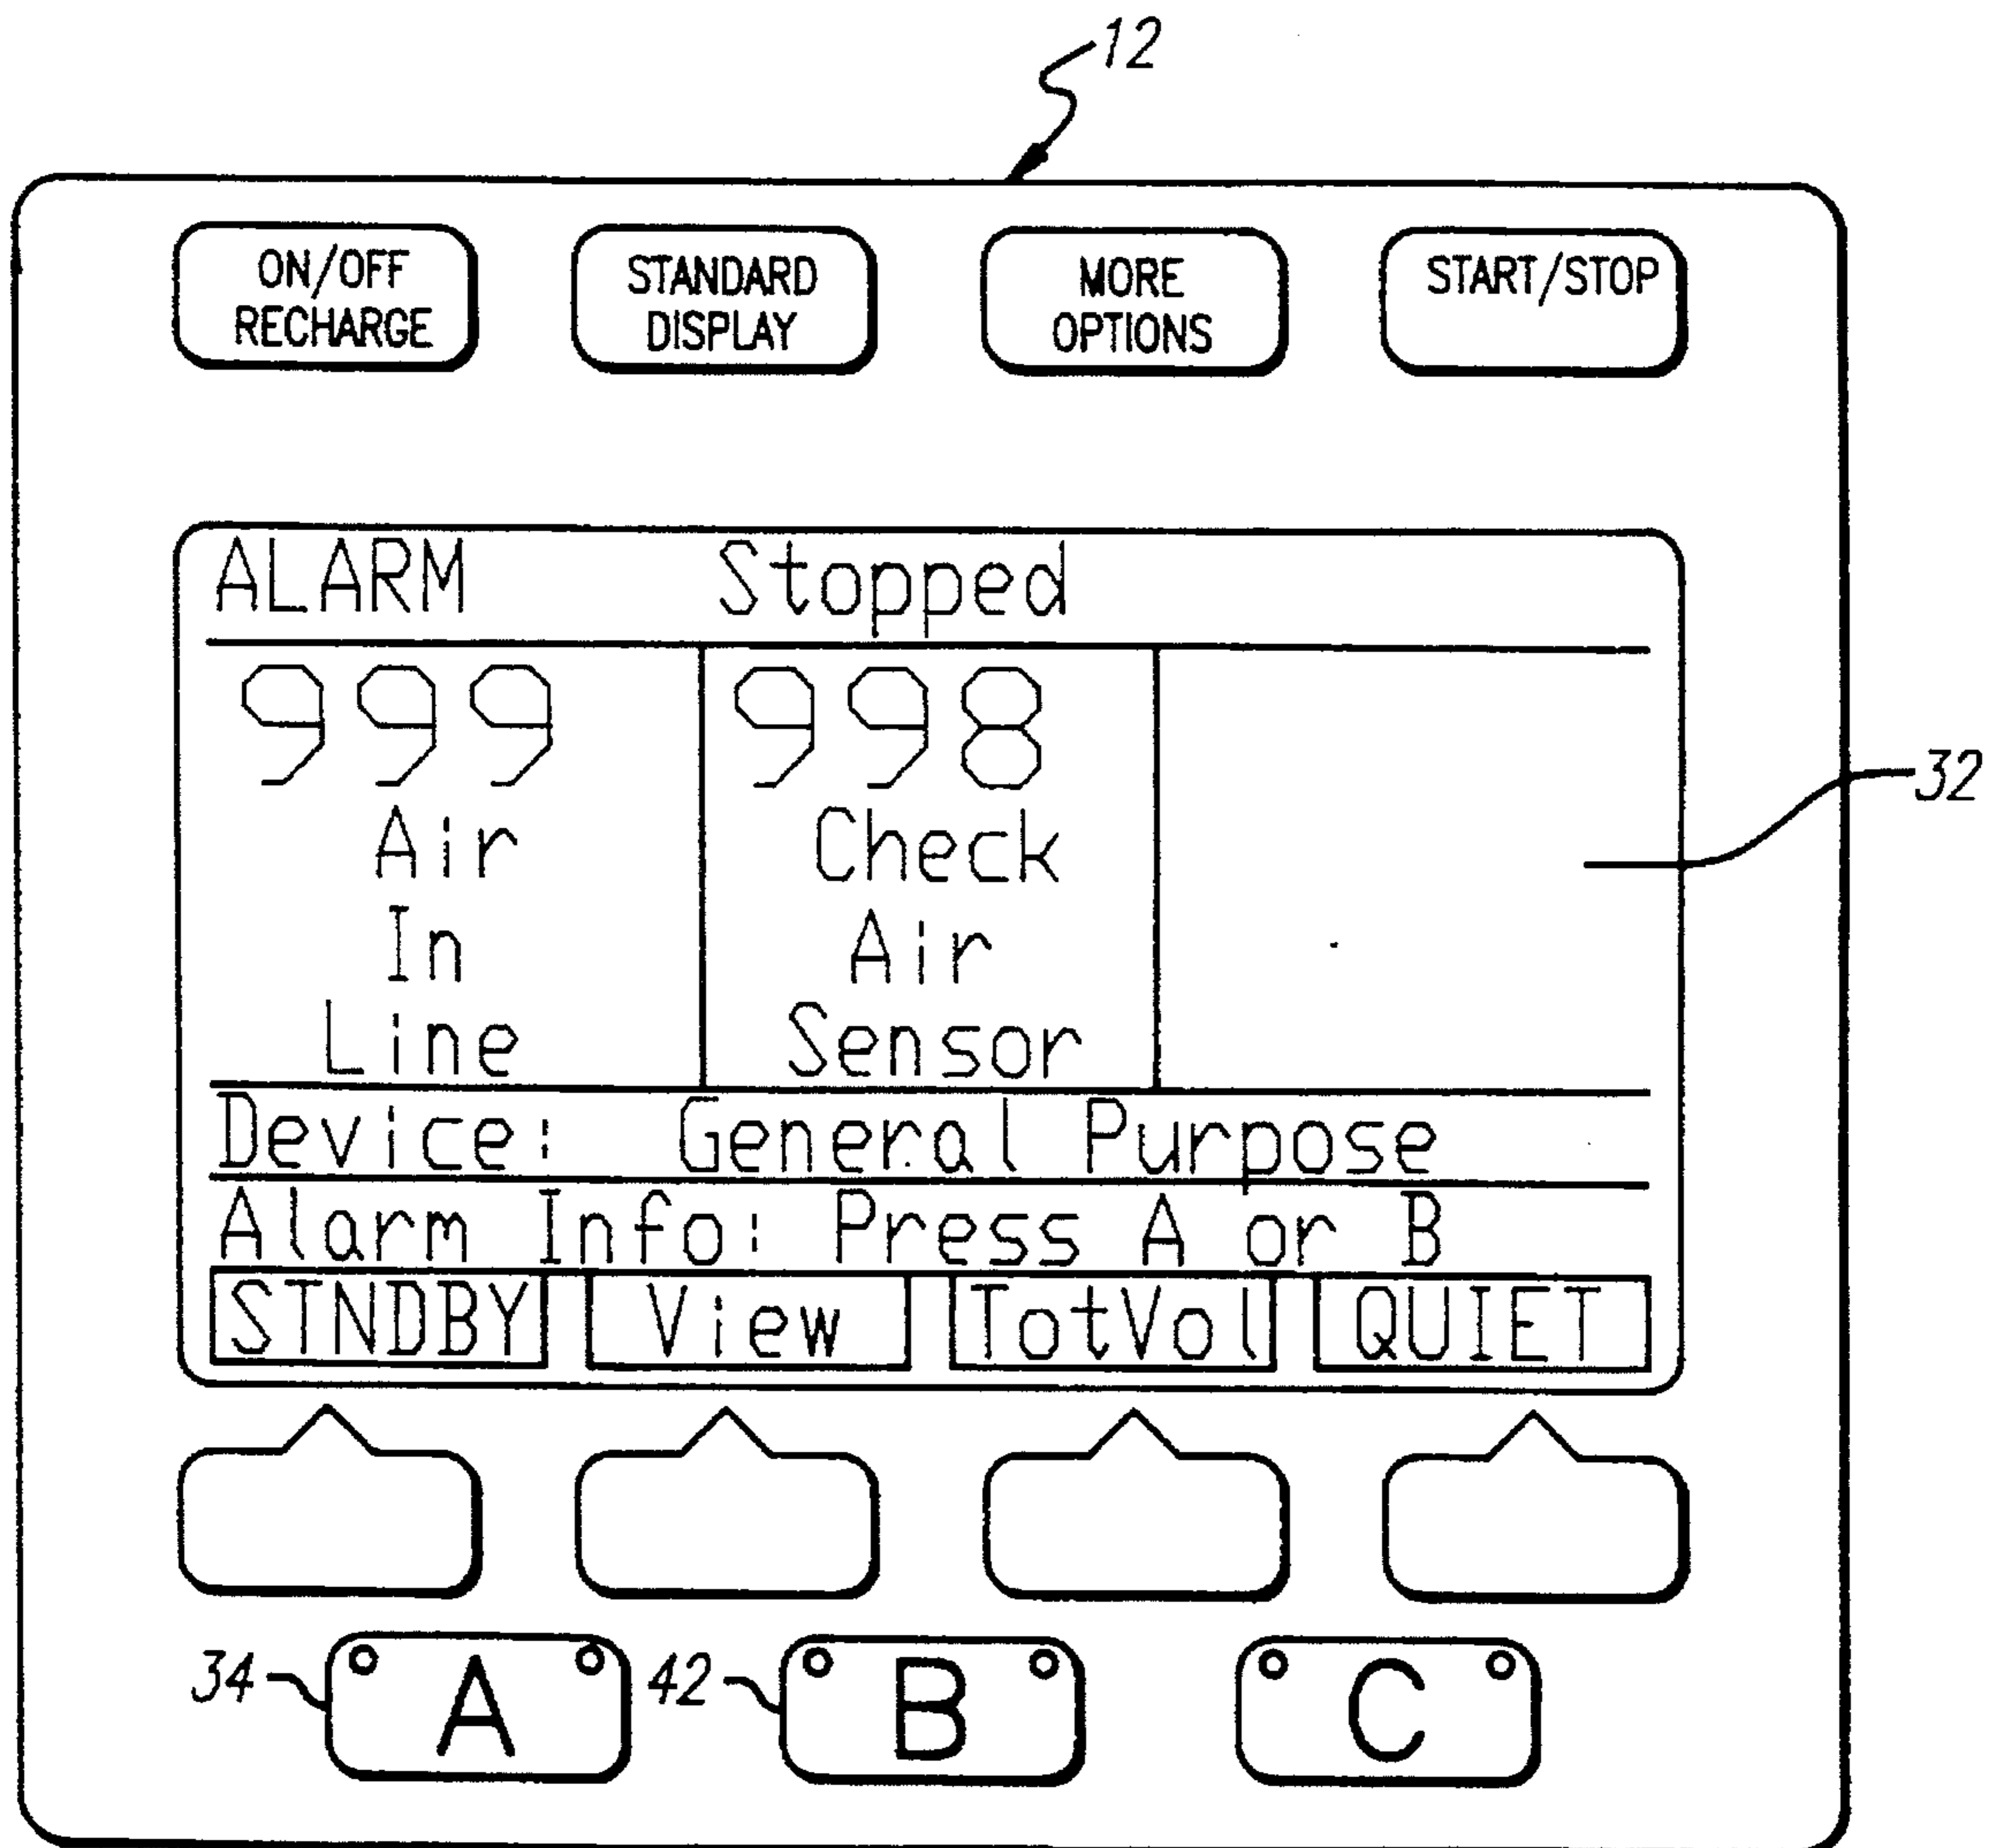 12
ON/OFF
RECHARGE
STANDARD
DISPLAY
MORE
OPTIONS
START/STOP
ALARM Stopped
999
Air
In
Line
998
Check
Air
Sensor
32
Device: General Purpose
Alarm Info: Press A or B
STNDBY View TotVol QUIET
34 A 42 B C